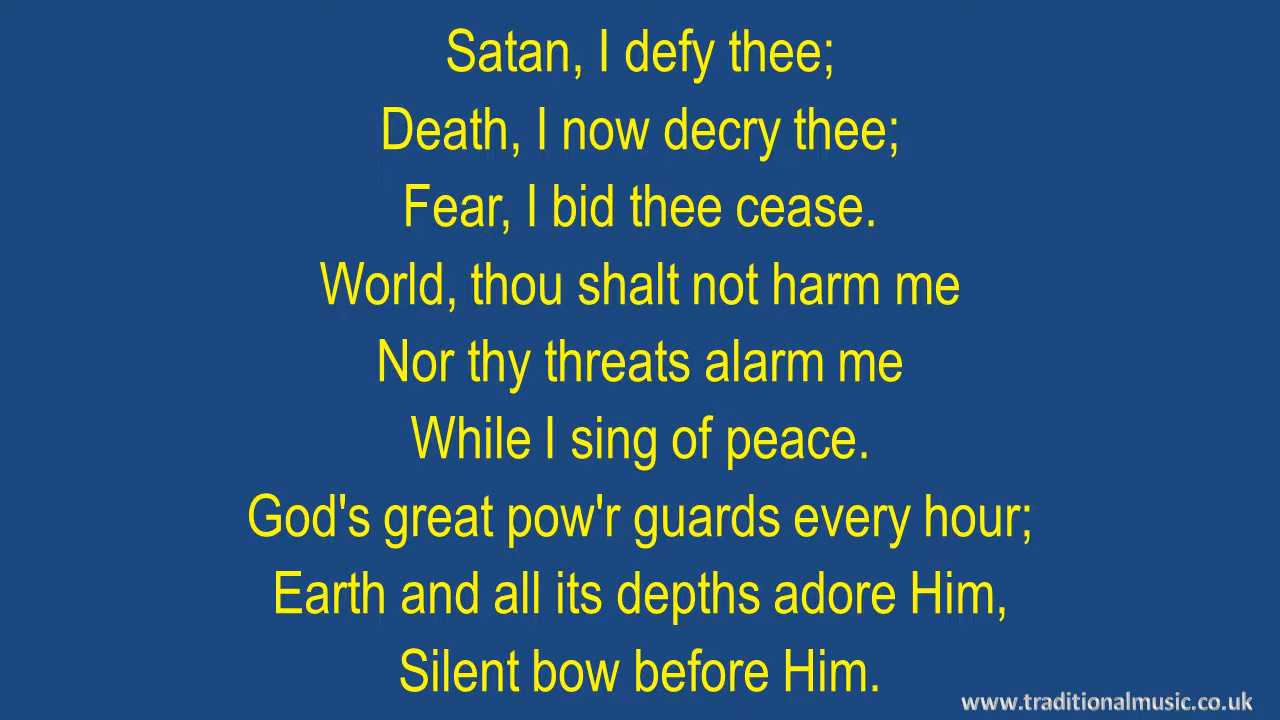 Satan, I defy thee;
Death, I now decry thee;
Fear, I bid thee cease.
World, thou shalt not harm me
Nor thy threats alarm me
While I sing of peace.
God's great pow'r guards every hour;
Earth and all its depths adore Him,
Silent bow before Him.
www.traditionalmusic.co.uk